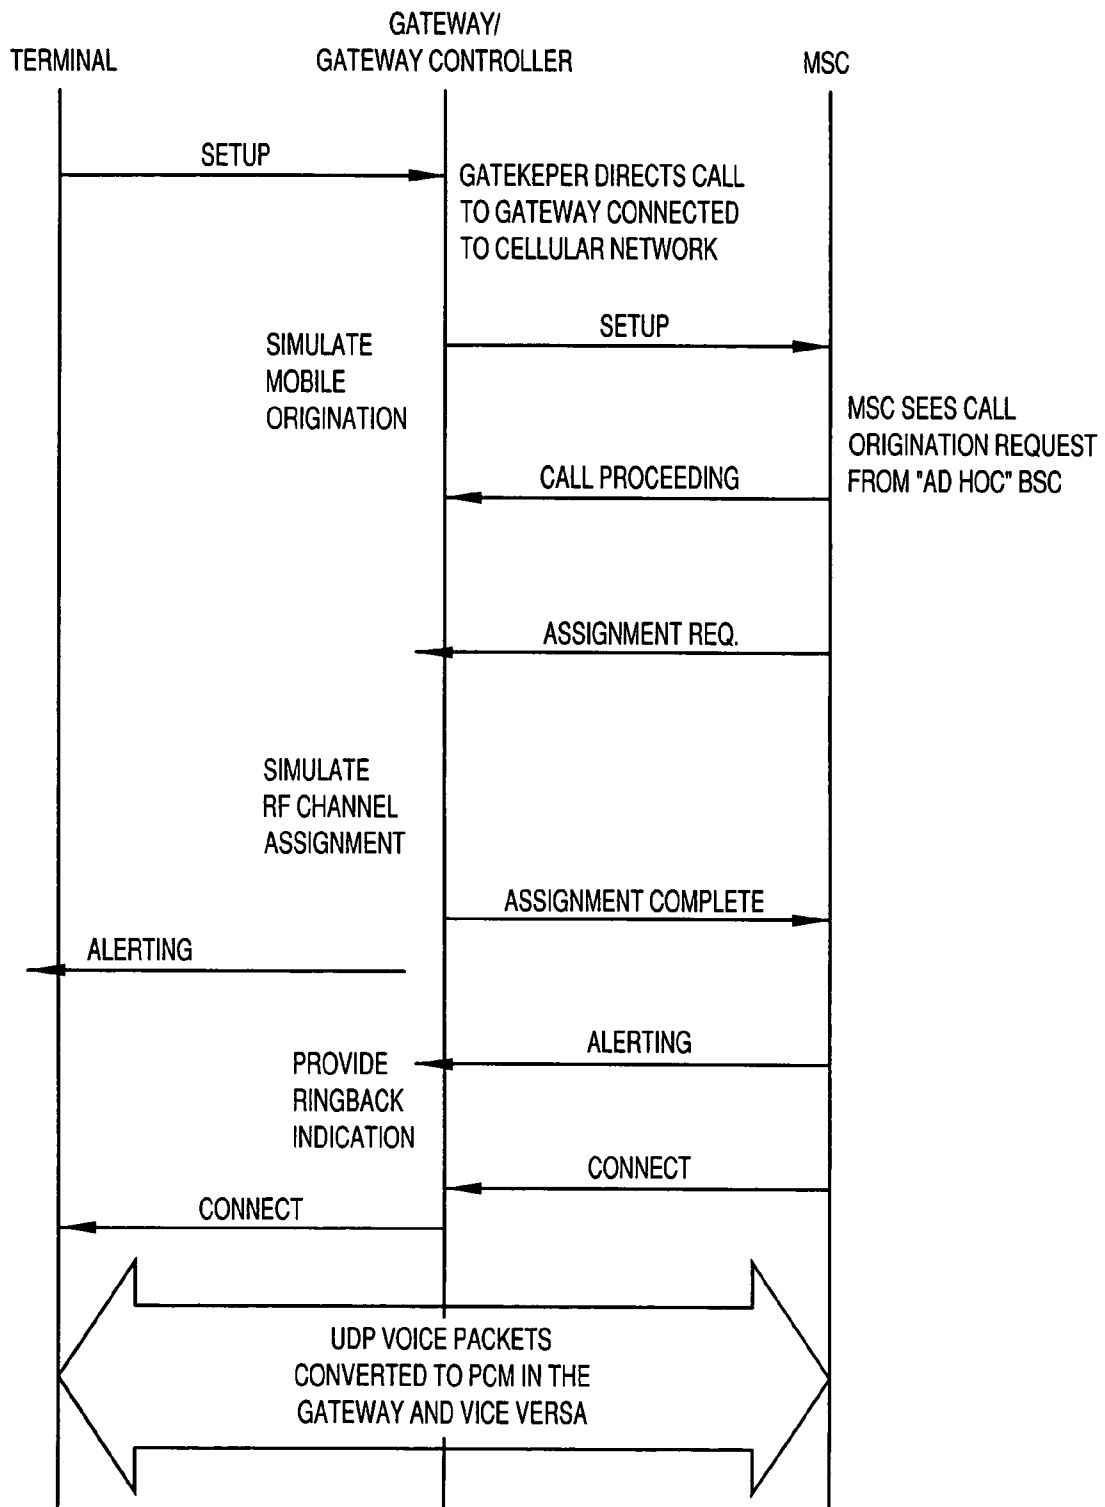 GATEWAY/
GATEWAY CONTROLLER
TERMINAL
MSC
SETUP
GATEKEPER DIRECTS CALL
TO GATEWAY CONNECTED
TO CELLULAR NETWORK
SETUP
SIMULATE
MOBILE
ORIGINATION
MSC SEES CALL
ORIGINATION REQUEST
FROM "AD HOC" BSC
CALL PROCEEDING
ASSIGNMENT REQ.
SIMULATE
RF CHANNEL
ASSIGNMENT
ASSIGNMENT COMPLETE
ALERTING
ALERTING
PROVIDE
RINGBACK
INDICATION
CONNECT
CONNECT
UDP VOICE PACKETS
CONVERTED TO PCM IN THE
GATEWAY AND VICE VERSA